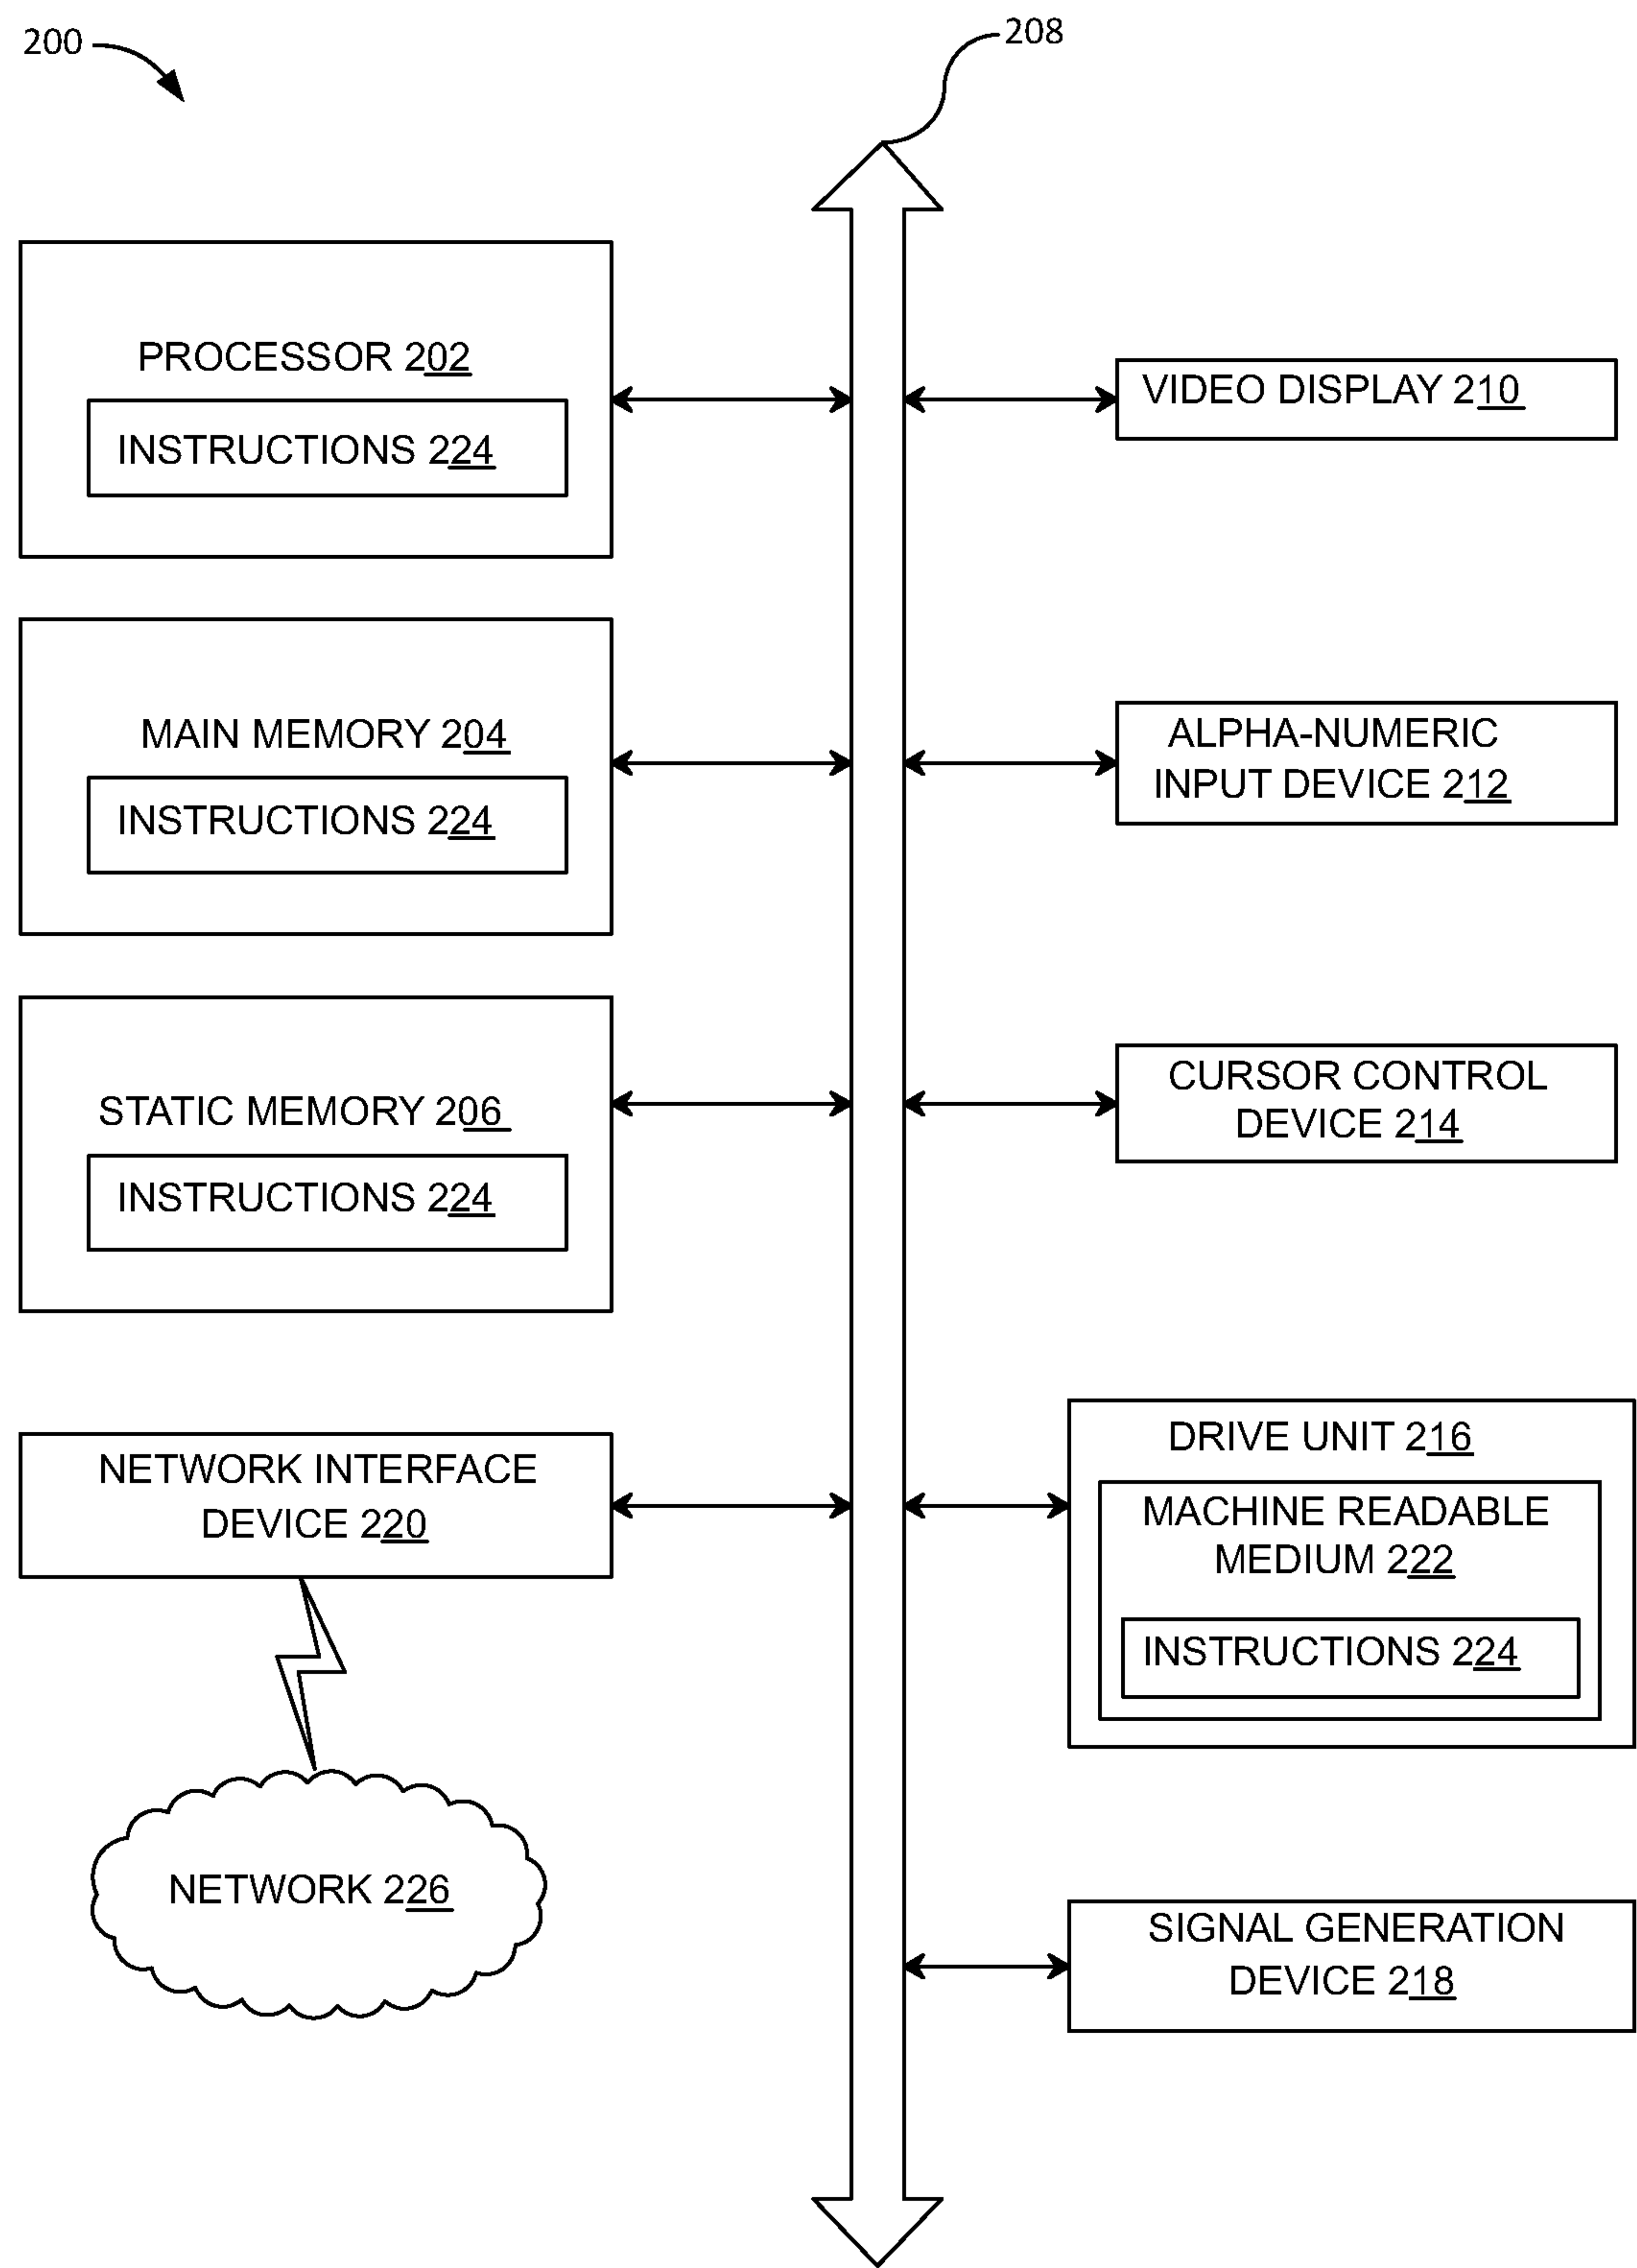 200
208
PROCESSOR 202
INSTRUCTIONS 224
MAIN MEMORY 204
INSTRUCTIONS 224
STATIC MEMORY 206
INSTRUCTIONS 224
NETWORK INTERFACE
DEVICE 220
NETWORK 226
VIDEO DISPLAY 210
ALPHA-NUMERIC
INPUT DEVICE 212
CURSOR CONTROL
DEVICE 214
DRIVE UNIT 216
MACHINE READABLE
MEDIUM 222
INSTRUCTIONS 224
SIGNAL GENERATION
DEVICE 218